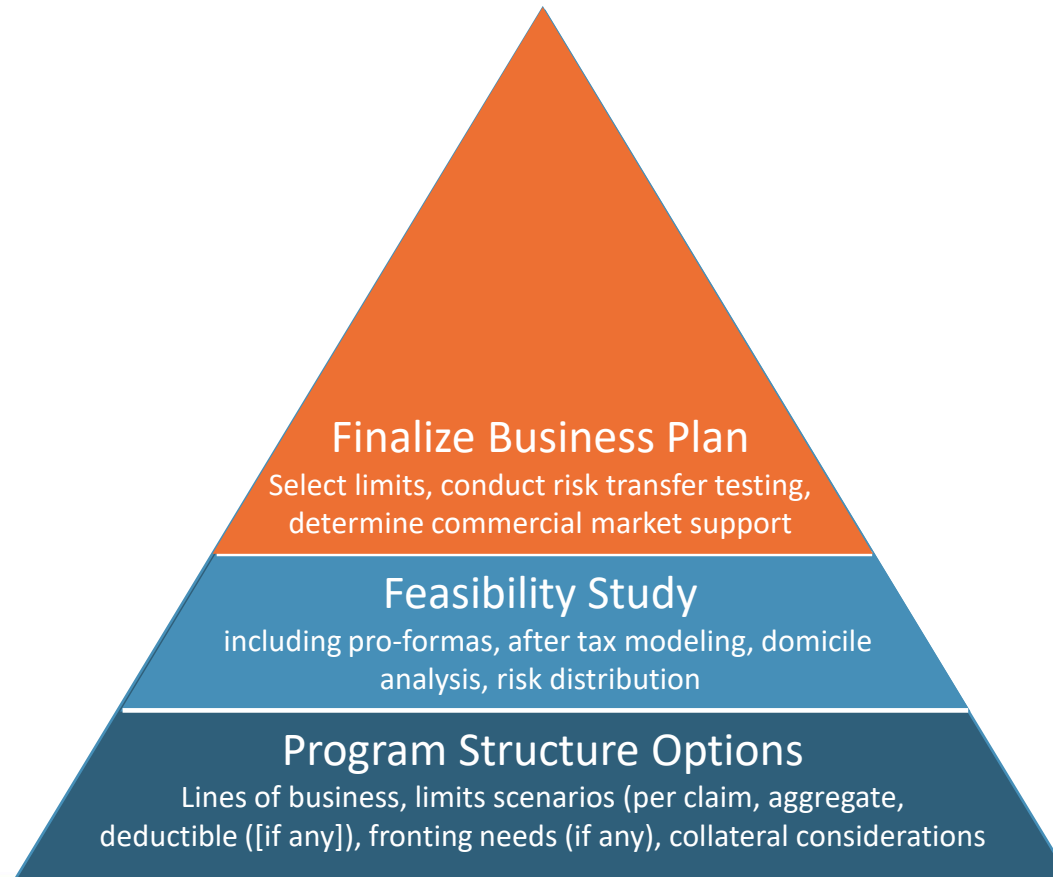 Finalize Business Plan
Select limits, conduct risk transfer testing,
determine commercial market support
Feasibility Study
including pro-formas, after tax modeling, domicile
analysis, risk distribution
Program Structure Options
Lines of business, limits scenarios (per claim, aggregate,
deductible ([if any]), fronting needs (if any), collateral considerations